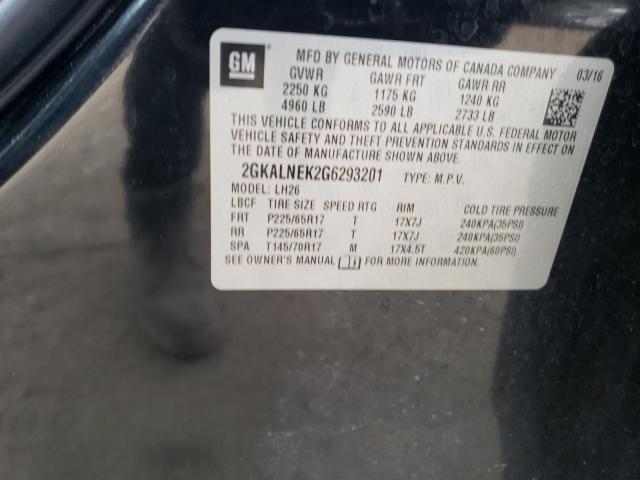 GM
MFD BY GENERAL MOTORS OF CANADA COMPANY 03/16
GVWR GAWR FRT GAWR RR
2250 KG 1175 KG 1240 KG
4960 LB 2590 LB 2733 LB
THIS VEHICLE CONFORMS TO ALL APPLICABLE U.S. FEDERAL MOTOR
VEHICLE SAFETY AND THEFT PREVENTION STANDARDS IN EFFECT ON
THE DATE OF MANUFACTURE SHOWN ABOVE.
2GKALNEK2G6293201 TYPE: M.P.V.
MODEL: LH26
LBCF TIRE SIZE SPEED RTG RIM COLD TIRE PRESSURE
FRT P225/65R17 T 17X7J 240KPA(35PSI)
RR P225/65R17 T 17X7J 240KPA(35PSI)
SPA T145/70R17 M 17X4.5T 420KPA(60PSI)
SEE OWNER'S MANUAL FOR MORE INFORMATION.